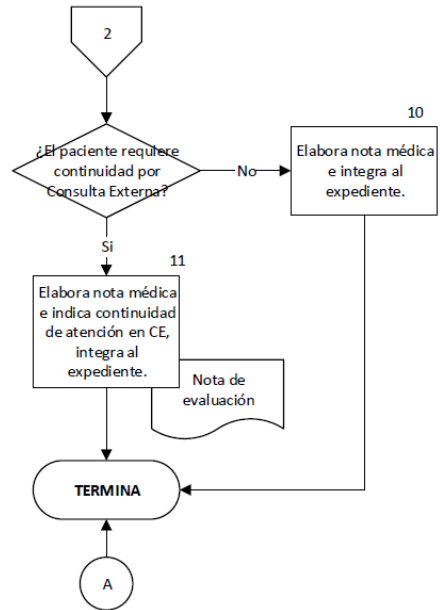 2
¿El paciente requiere
continuidad por
Consulta Externa?
No
10
Elabora nota médica
e integra al
expediente.
Si
11
Elabora nota médica
e indica continuidad
de atención en CE,
integra al
expediente.
Nota de
evaluación
TERMINA
A